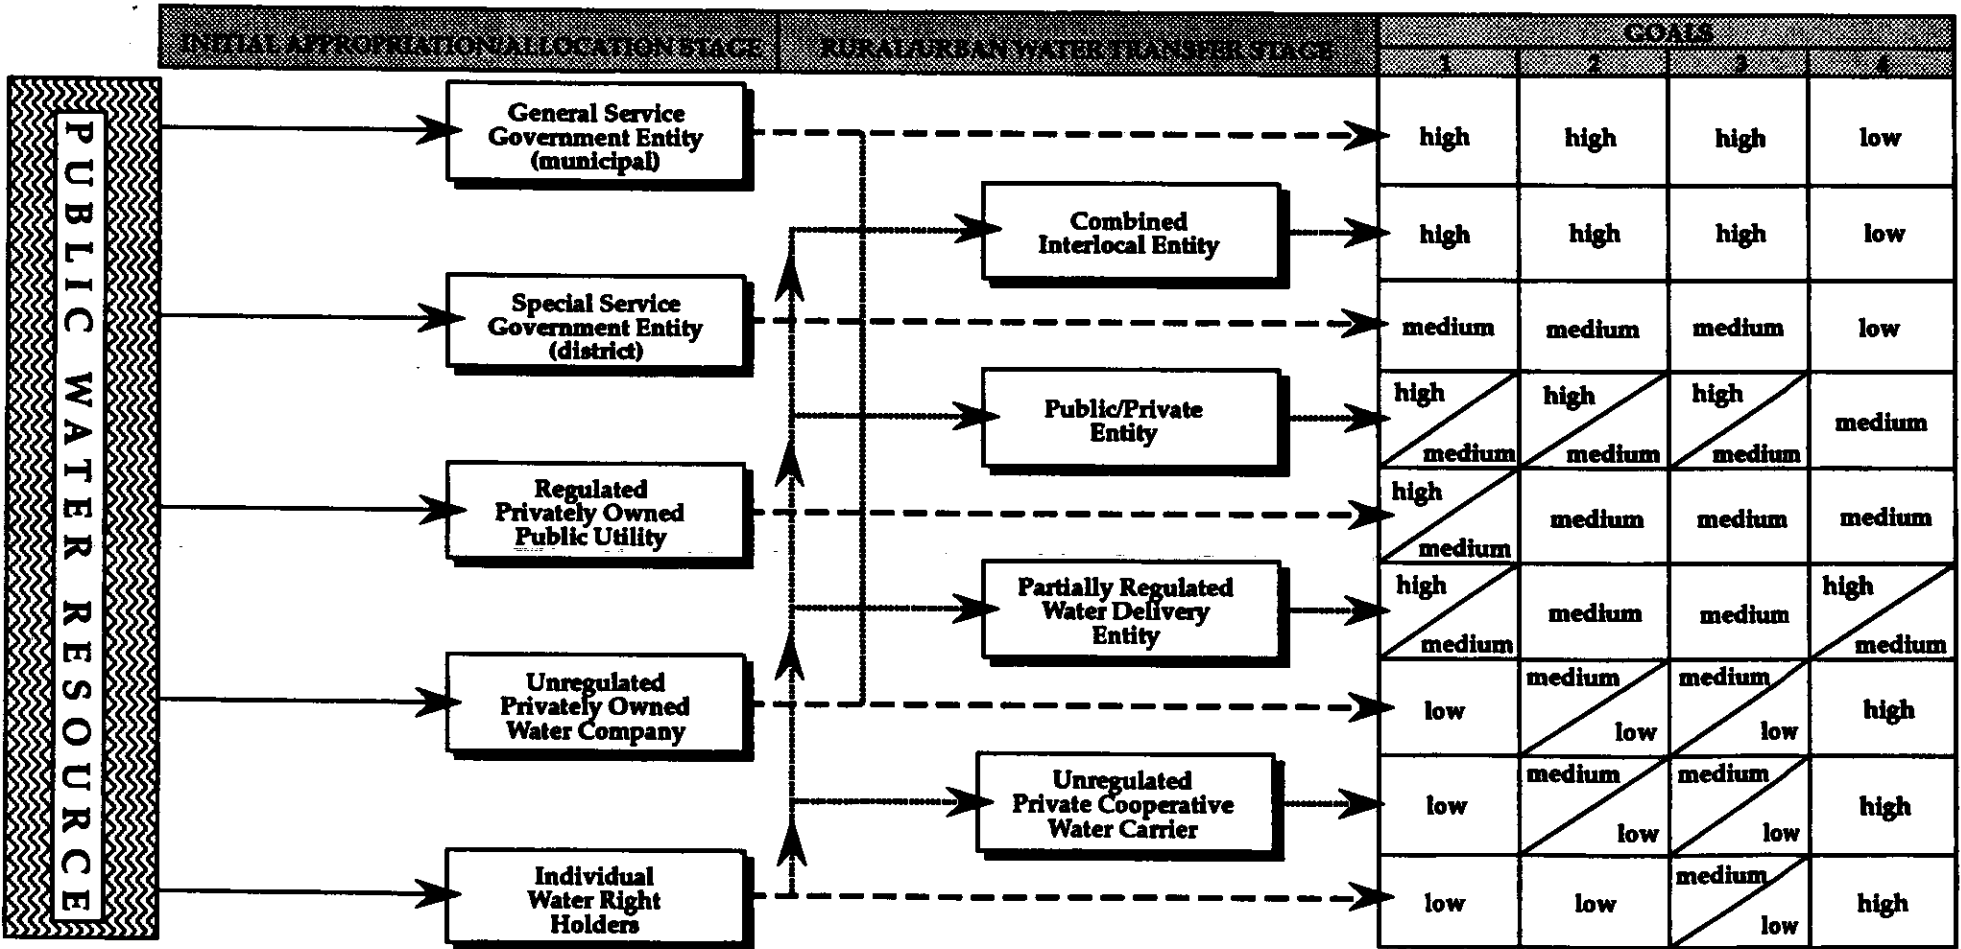 INITIAL APPROPRIATION/ALLOCATION STAGE
RURAL/URBAN WATER TRANSFER STAGE
GOALS
1 2 3 4
PUBLIC WATER RESOURCE
General Service
Government Entity
(municipal)
high high high low
Combined
Interlocal Entity
high high high low
Special Service
Government Entity
(district)
medium medium medium low
Public/Private
Entity
high high high
medium
medium medium medium
Regulated
Privately Owned
Public Utility
high
medium medium medium
medium
Partially Regulated
Water Delivery
Entity
high high
medium medium
medium medium
Unregulated
Privately Owned
Water Company
medium medium
low high
low low
Unregulated
Private Cooperative
Water Carrier
medium medium
low high
low low
Individual
Water Right
Holders
medium
low low high
low